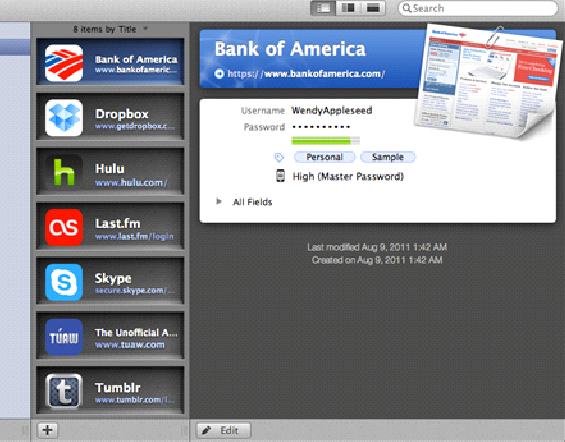 Search
8 items by Title
Bank of America
www.bankofameric...
Dropbox
www.getdropbox.c...
hulu
Hulu
www.hulu.com/
Last.fm
www.last.fm/login
Skype
secure.skype.com/...
TUAW
The Unofficial A...
www.tuaw.com
t
Tumblr
www.tumblr.com/l...
Bank of America
https://www.bankofamerica.com/
Username WendyAppleseed
Password ••••••••••
Personal Sample
High (Master Password)
All Fields
Last modified Aug 9, 2011 1:42 AM
Created on Aug 9, 2011 1:42 AM
Edit